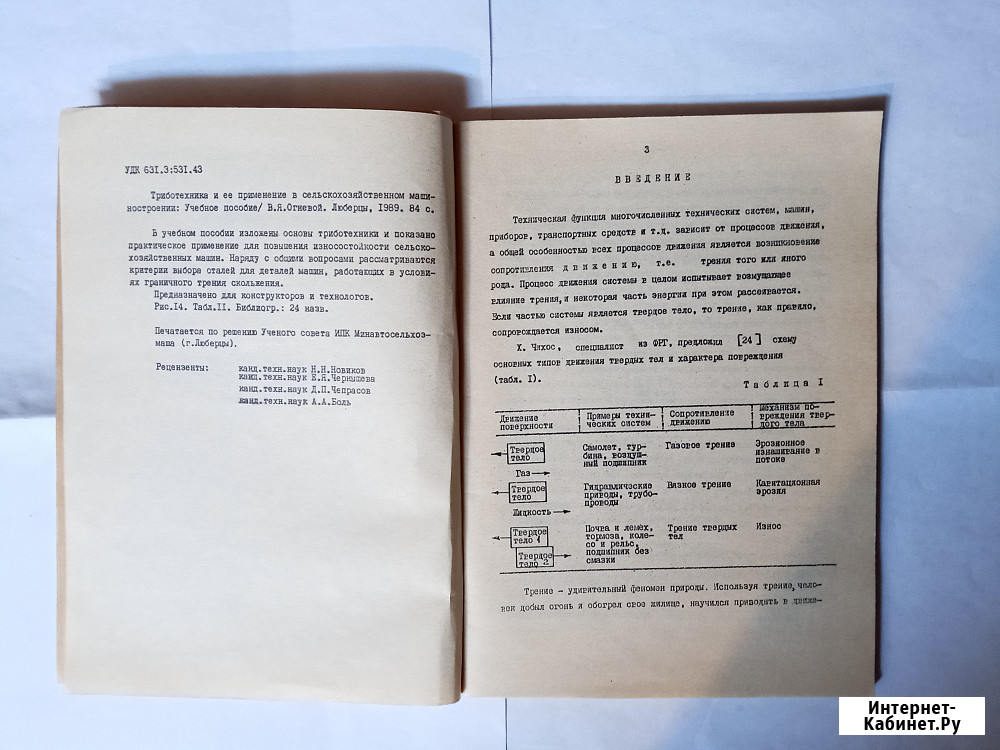 УДК 631.3:531.43
Триботехника и ее применение в сельскохозяйственном маши-
ностроении: Учебное пособие/ В.Я.Огневой. Люберцы, 1989. 84 с.
В учебном пособии изложены основы триботехники и показано
практическое применение для повышения износостойкости сельско-
хозяйственных машин. Наряду с общими вопросами рассматриваются
критерии выбора сталей для деталей машин, работающих в услови-
ях граничного трения скольжения.
Предназначено для конструкторов и технологов.
Рис.14. Табл.II. Библиогр.: 24 назв.
Печатается по решению Ученого совета ИПК Минавтосельхоз-
маша (г.Люберцы).
Рецензенты: канд.техн.наук Н.Н.Новиков
канд.техн.наук Е.Я.Чернышева
канд.техн.наук Д.П.Чепрасов
канд.техн.наук А.А.Боль
3
ВВЕДЕНИЕ
Техническая функция многочисленных технических систем, машин,
приборов, транспортных средств и т.д. зависит от процессов движения,
а общей особенностью всех процессов движения является возникновение
сопротивления движению, т.е. трения того или иного
рода. Процесс движения системы в целом испытывает возмущающее
влияние трения, и некоторая часть энергии при этом рассеивается.
Если частью системы является твердое тело, то трение, как правило,
сопровождается износом.
Х. Чихос, специалист из ФРГ, предложил [24] схему
основных типов движения твердых тел и характера повреждения
(табл. I).
Таблица I
Движение поверхности
Примеры техни-
ческих систем
Сопротивление
движению
Механизм по-
вреждения твер-
дого тела
Твердое
тело
Газ
Самолет, тур-
бина, воздуш-
ный подшипник
Газовое трение
Эрозионное
изнашивание в
потоке
Твердое
тело
Жидкость
Гидравлические
приводы, трубо-
проводы
Вязкое трение
Кавитационная
эрозия
Твердое
тело 1
Твердое
тело 2
Почва и лемех,
тормоза, коле-
со и рельс,
подшипник без
смазки
Трение твердых
тел
Износ
Трение - удивительный феномен природы. Используя трение, чело-
век добыл огонь и обогрел свое жилище, научился приводить в движе-
Интернет-
Кабинет.Ру